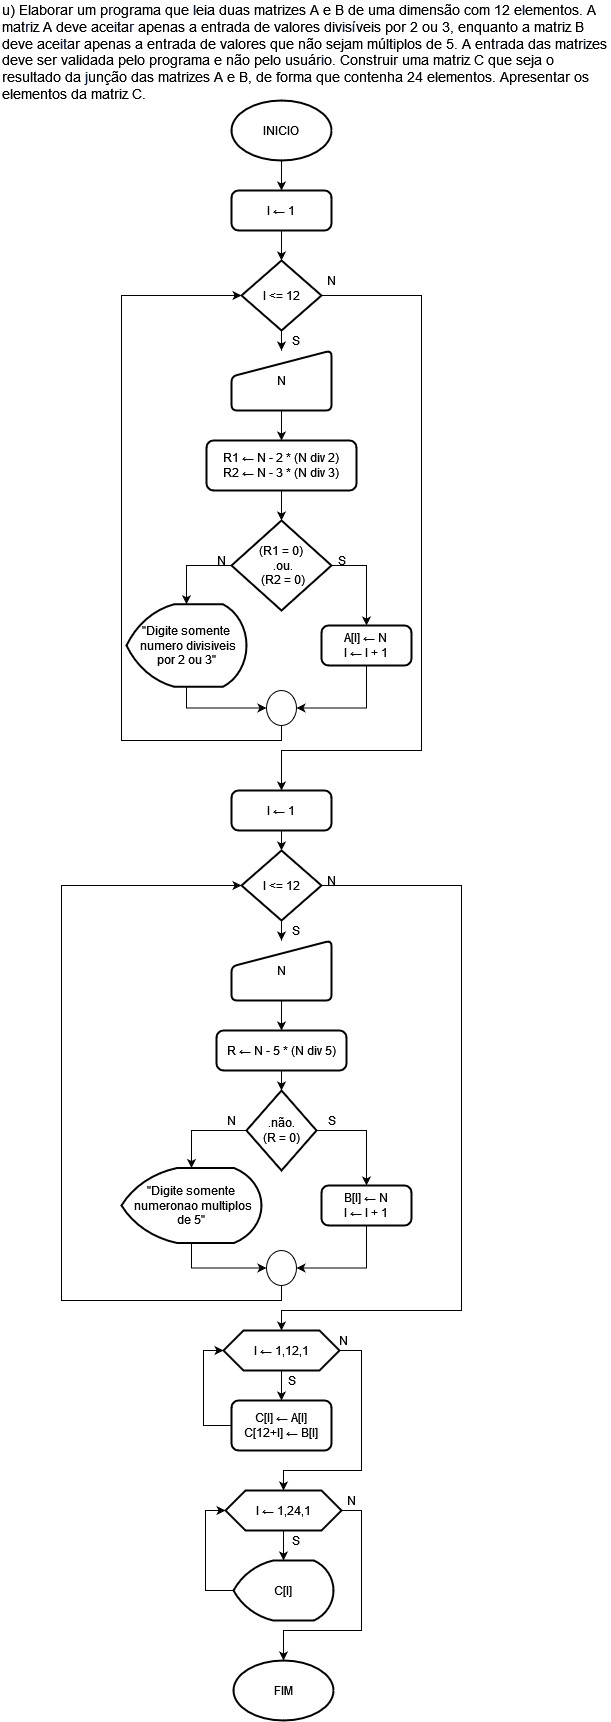 u) Elaborar um programa que leia duas matrizes A e B de uma dimensão com 12 elementos. A
matriz A deve aceitar apenas a entrada de valores divisíveis por 2 ou 3, enquanto a matriz B
deve aceitar apenas a entrada de valores que não sejam múltiplos de 5. A entrada das matrizes
deve ser validada pelo programa e não pelo usuário. Construir uma matriz C que seja o
resultado da junção das matrizes A e B, de forma que contenha 24 elementos. Apresentar os
elementos da matriz C.
INICIO
I ← 1
I <= 12
N
S
N
R1 ← N - 2 * (N div 2)
R2 ← N - 3 * (N div 3)
(R1 = 0)
.ou.
(R2 = 0)
N
S
"Digite somente
numero divisiveis
por 2 ou 3"
A[I] ← N
I ← I + 1
I ← 1
I <= 12
N
S
N
R ← N - 5 * (N div 5)
.não.
(R = 0)
N
S
"Digite somente
numeronao multiplos
de 5"
B[I] ← N
I ← I + 1
I ← 1,12,1
N
S
C[I] ← A[I]
C[12+I] ← B[I]
I ← 1,24,1
N
S
C[I]
FIM